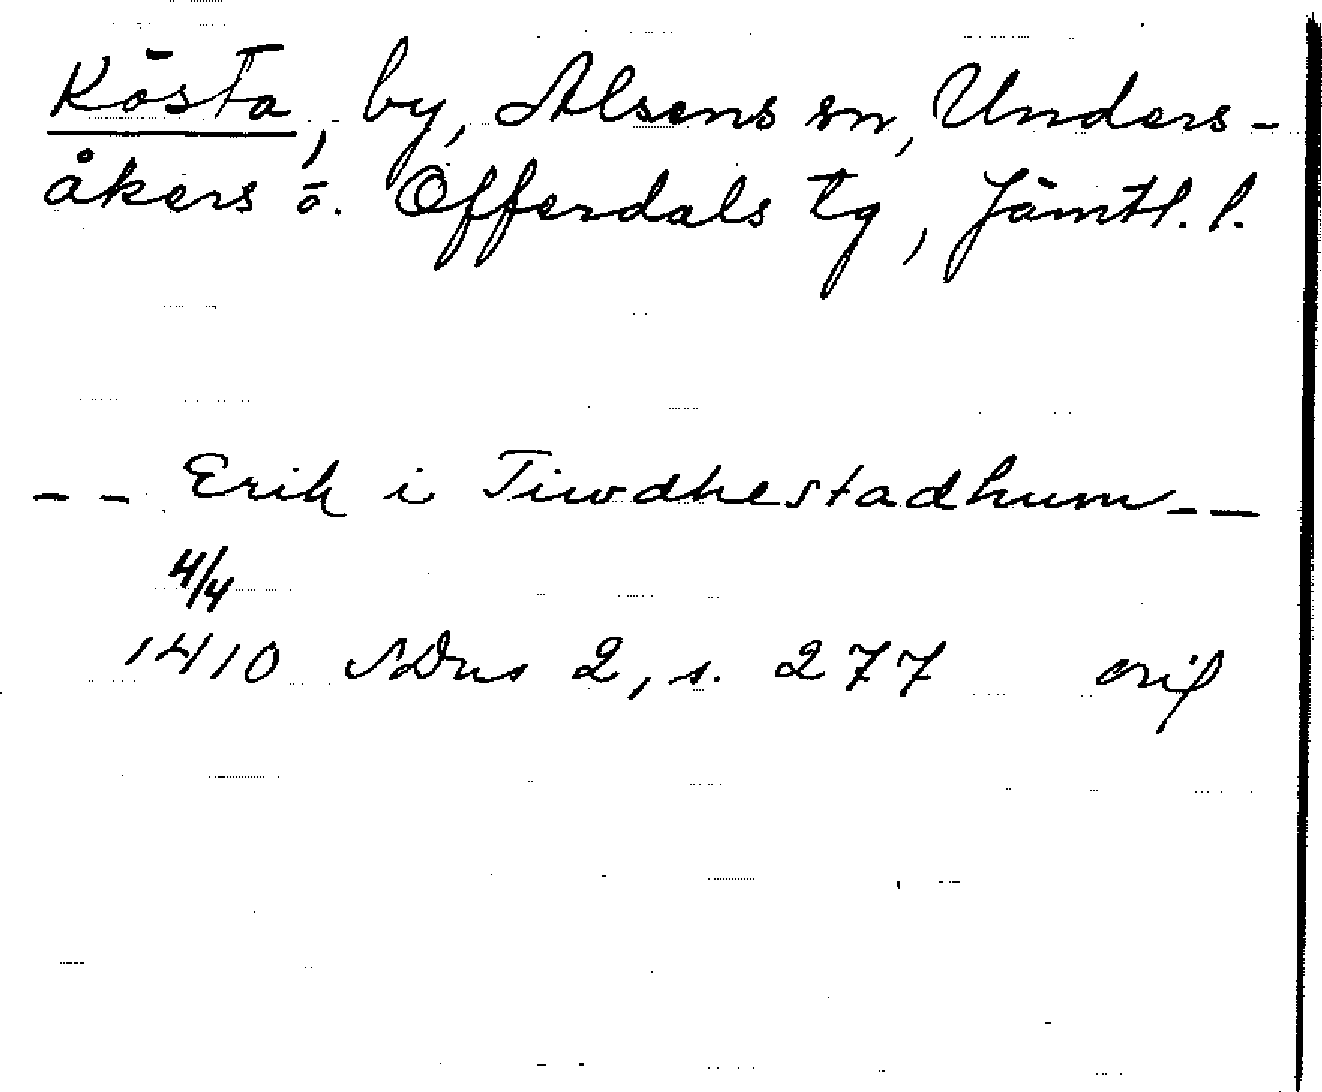 Kösta, by, Alsens sn, Unders-
åkers o. Offerdals tg, Jämtl. l.
-- Erik i Tiwdhestadhum --
4/4
1410 SDns 2, s. 277 orig